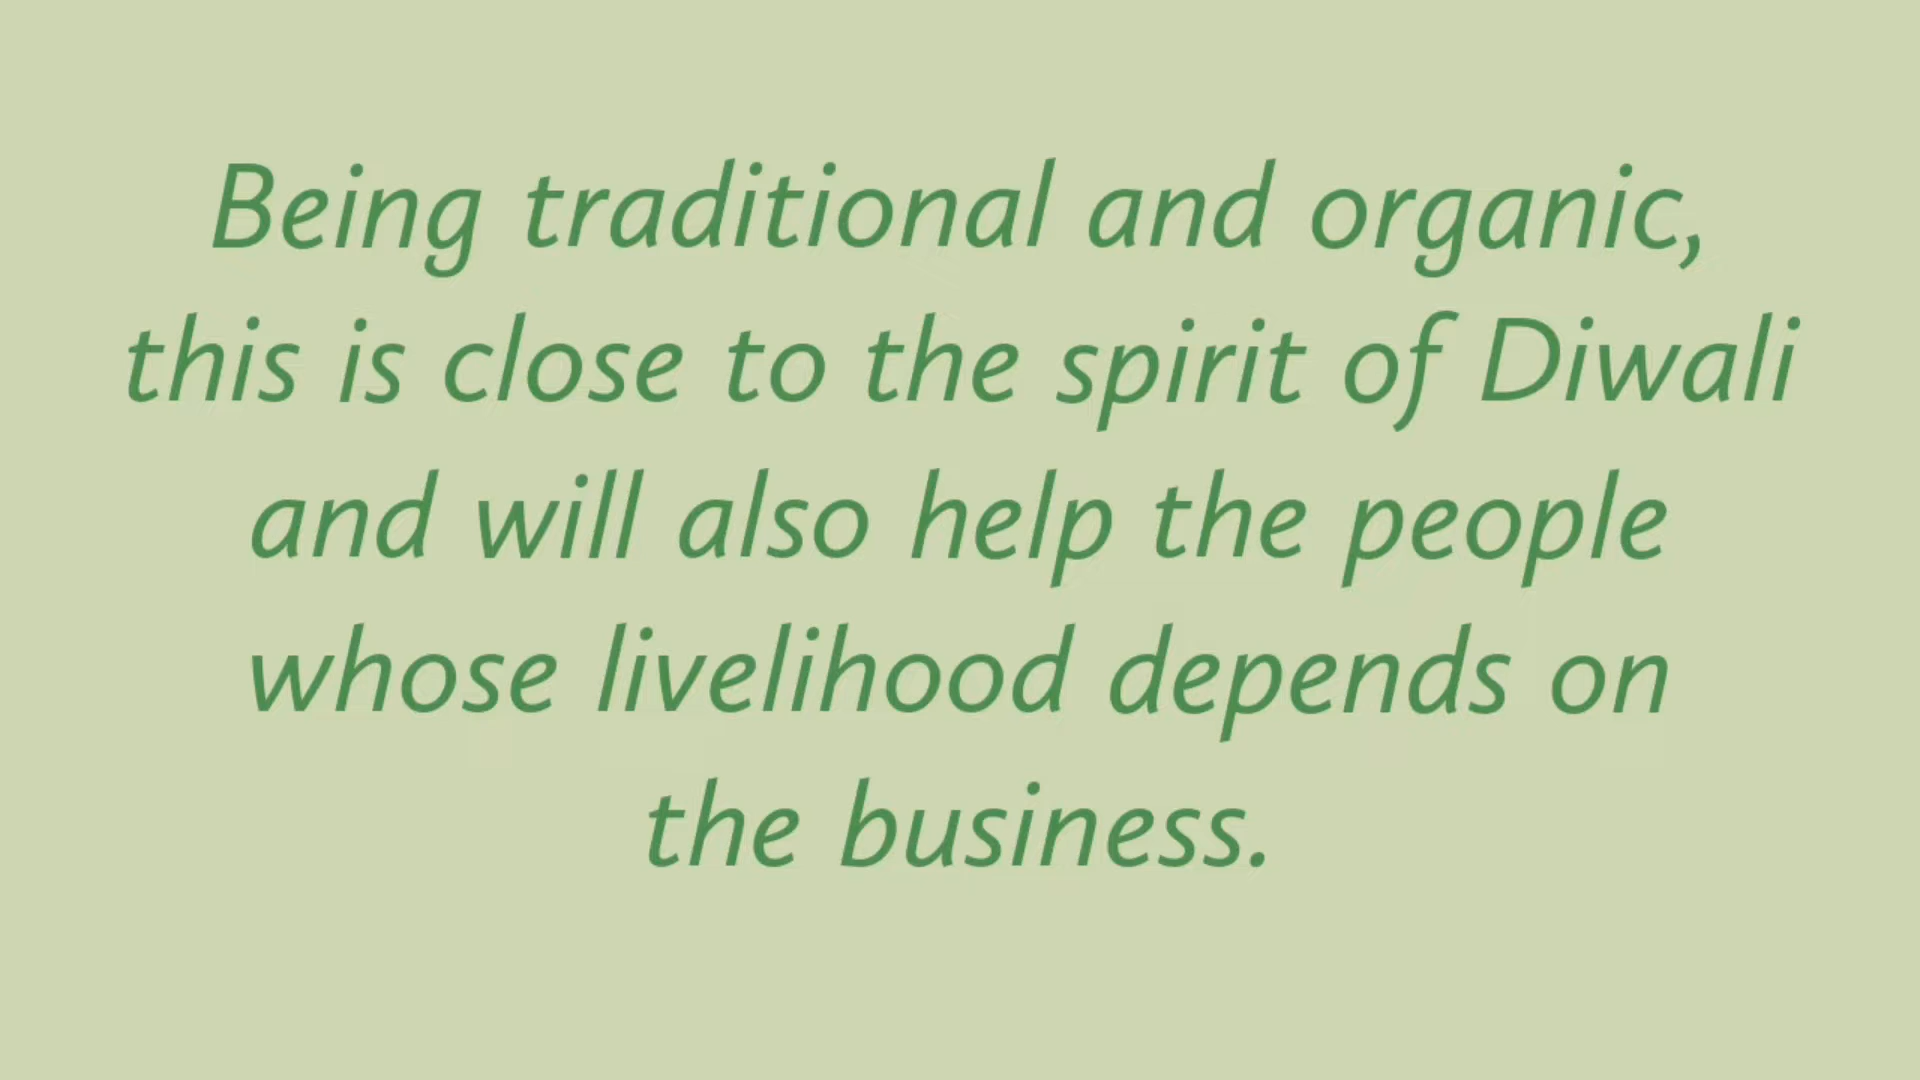 Being traditional and organic,
this is close to the spirit of Diwali
and will also help the people
whose livelihood depends on
the business.